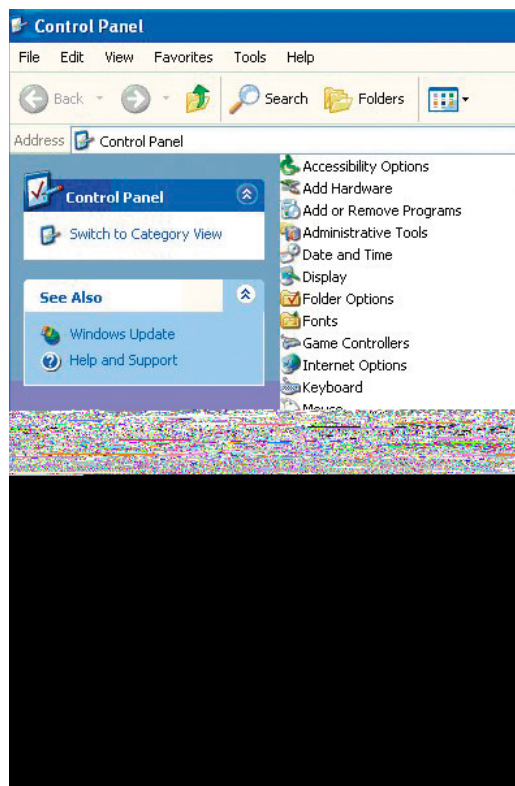 Control Panel
File Edit View Favorites Tools Help
Back Search Folders
Address Control Panel
Control Panel
Switch to Category View
See Also
Windows Update
Help and Support
Accessibility Options
Add Hardware
Add or Remove Programs
Administrative Tools
Date and Time
Display
Folder Options
Fonts
Game Controllers
Internet Options
Keyboard